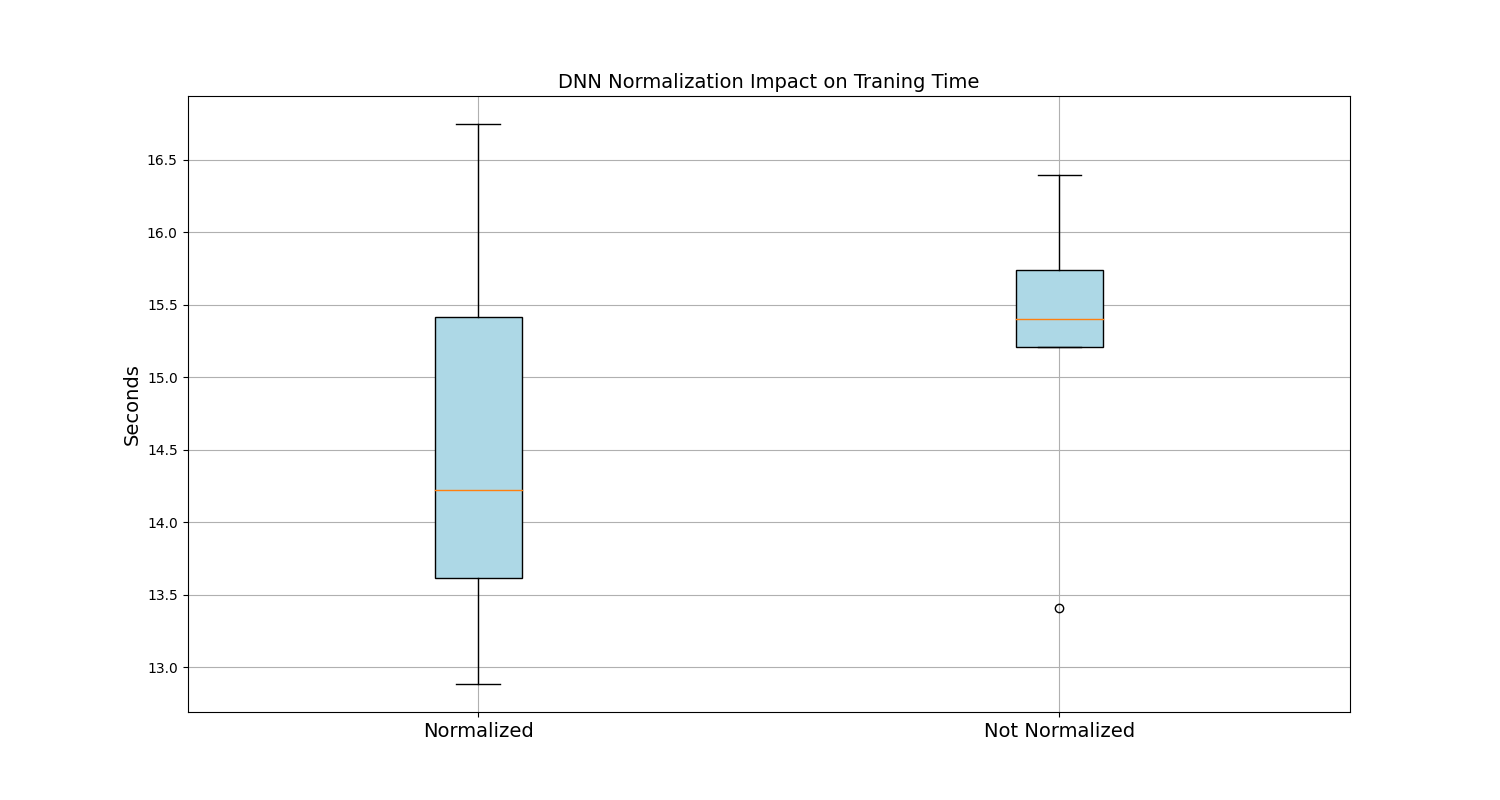 DNN Normalization Impact on Traning Time
16.5
16.0
15.5
15.0
14.5
14.0
13.5
13.0
Seconds
Normalized
Not Normalized